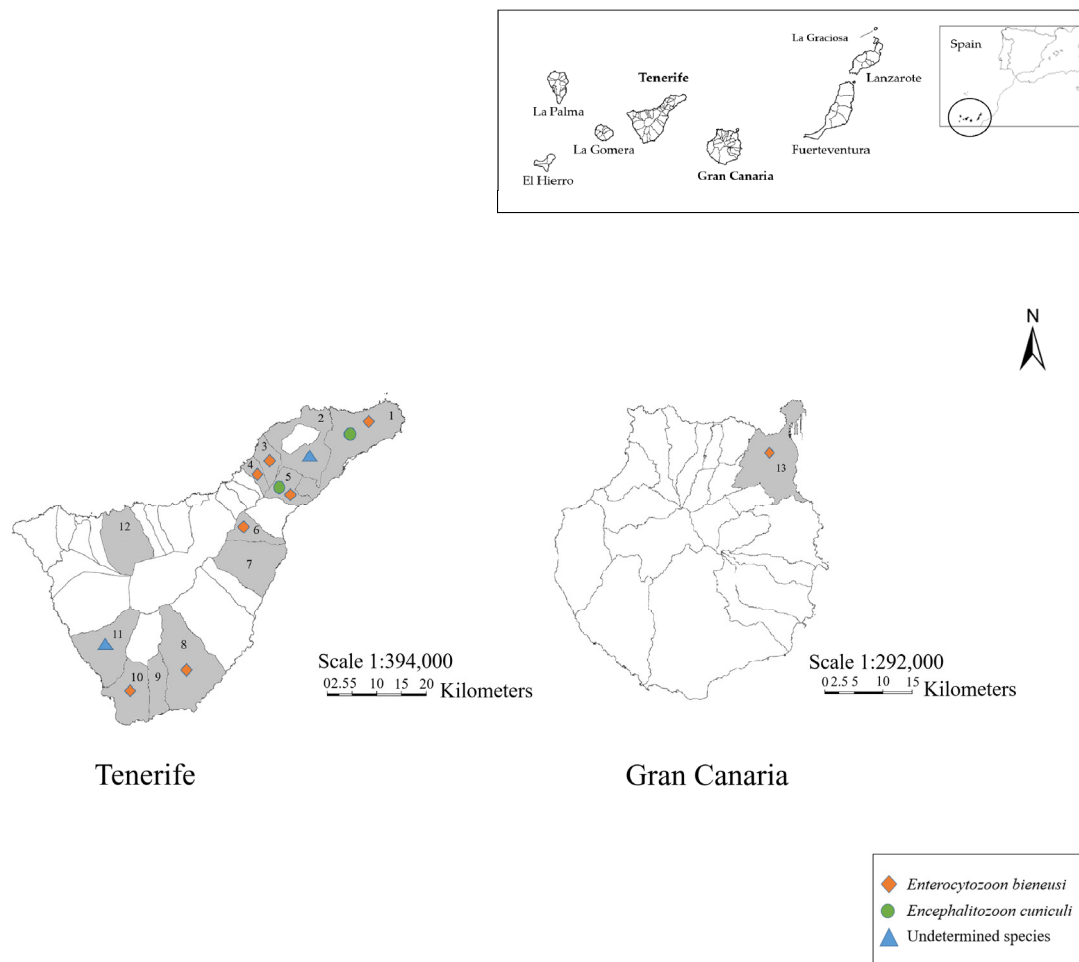 La Graciosa
Spain
Tenerife
Lanzarote
La Palma
La Gomera
Fuerteventura
Gran Canaria
El Hierro
N
1
2
3
4
5
6
7
8
9
10
11
12
13
Scale 1:394,000
02.55 10 15 20 Kilometers
Scale 1:292,000
02.5 5 10 15 Kilometers
Tenerife
Gran Canaria
Enterocytozoon bieneusi
Encephalitozoon cuniculi
Undetermined species